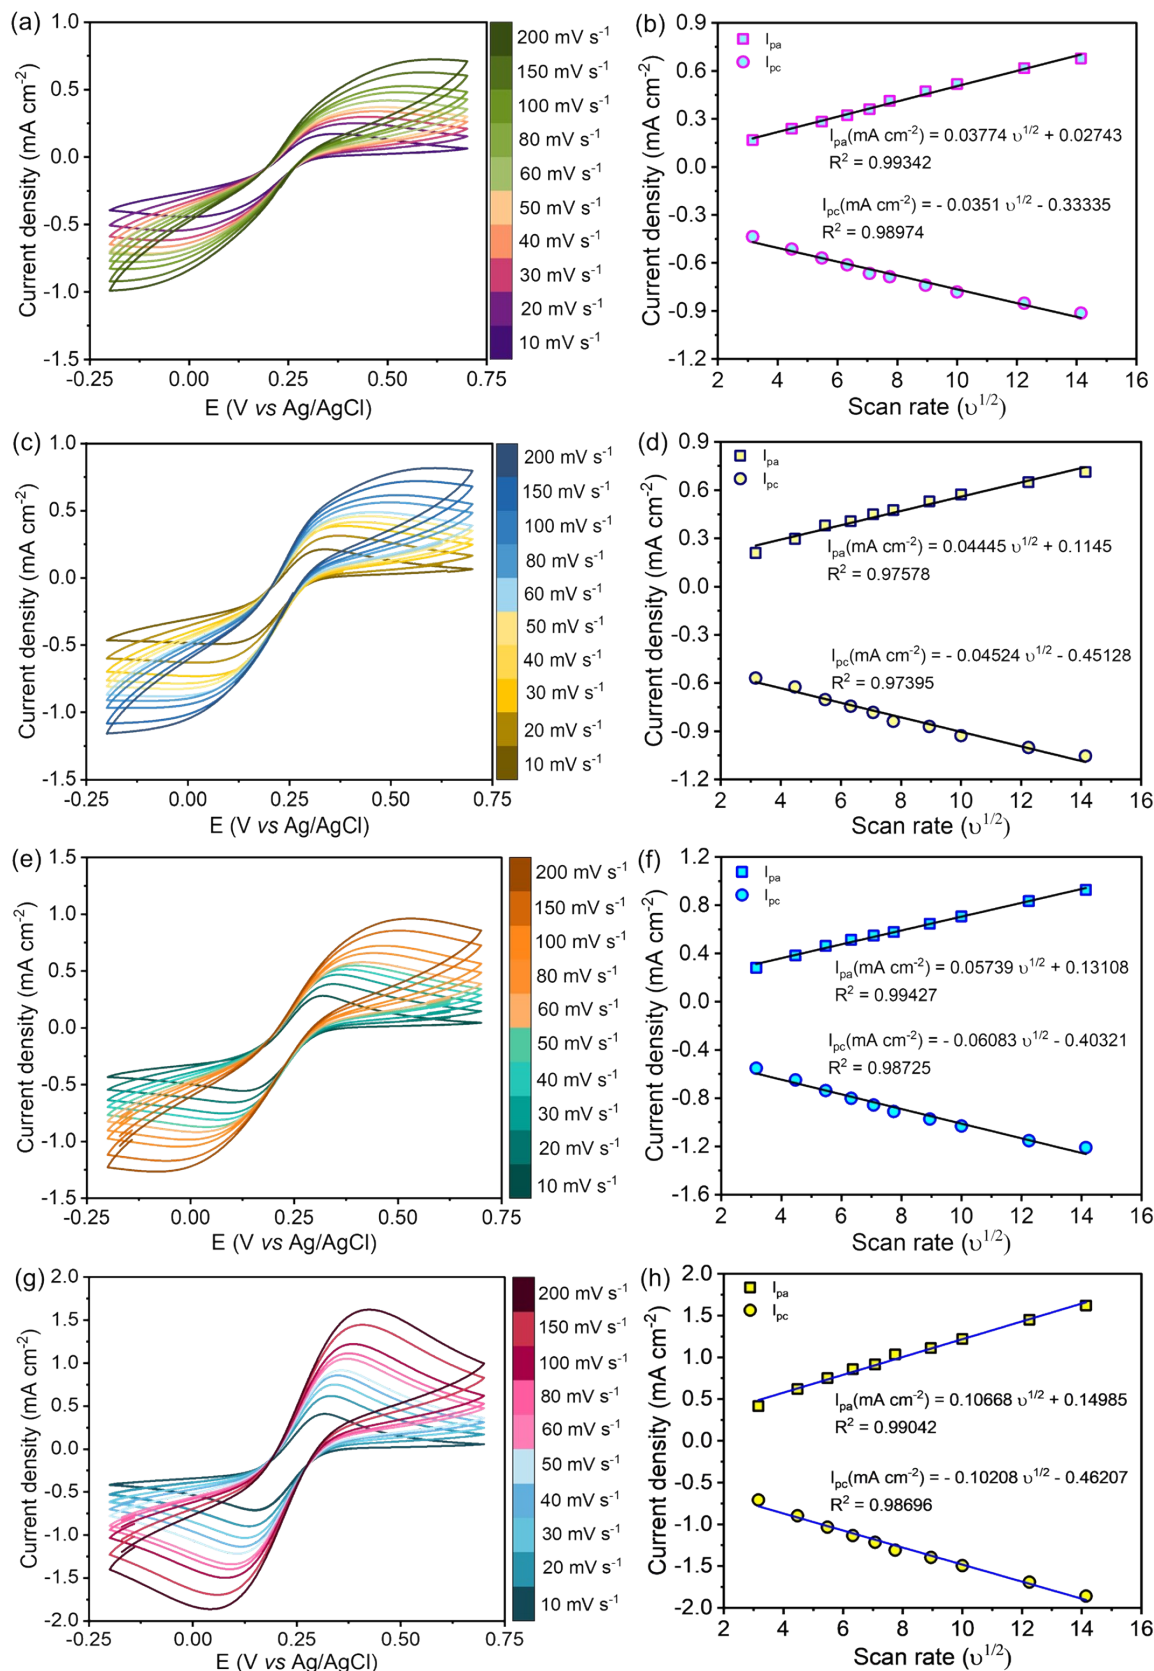 (a)
Current density (mA cm⁻²)
1.0
0.5
0.0
-0.5
-1.0
-1.5
-0.25 0.00 0.25 0.50 0.75
E (V vs Ag/AgCl)
200 mV s⁻¹
150 mV s⁻¹
100 mV s⁻¹
80 mV s⁻¹
60 mV s⁻¹
50 mV s⁻¹
40 mV s⁻¹
30 mV s⁻¹
20 mV s⁻¹
10 mV s⁻¹
(b)
Current density (mA cm⁻²)
0.9
0.6
0.3
0.0
-0.3
-0.6
-0.9
-1.2
I_pa
I_pc
I_pa(mA cm⁻²) = 0.03774 υ^1/2 + 0.02743
R² = 0.99342
I_pc(mA cm⁻²) = - 0.0351 υ^1/2 - 0.33335
R² = 0.98974
2 4 6 8 10 12 14 16
Scan rate (υ^1/2)
(c)
Current density (mA cm⁻²)
1.0
0.5
0.0
-0.5
-1.0
-1.5
-0.25 0.00 0.25 0.50 0.75
E (V vs Ag/AgCl)
200 mV s⁻¹
150 mV s⁻¹
100 mV s⁻¹
80 mV s⁻¹
60 mV s⁻¹
50 mV s⁻¹
40 mV s⁻¹
30 mV s⁻¹
20 mV s⁻¹
10 mV s⁻¹
(d)
Current density (mA cm⁻²)
0.9
0.6
0.3
0.0
-0.3
-0.6
-0.9
-1.2
I_pa
I_pc
I_pa(mA cm⁻²) = 0.04445 υ^1/2 + 0.1145
R² = 0.97578
I_pc(mA cm⁻²) = - 0.04524 υ^1/2 - 0.45128
R² = 0.97395
2 4 6 8 10 12 14 16
Scan rate (υ^1/2)
(e)
Current density (mA cm⁻²)
1.5
1.0
0.5
0.0
-0.5
-1.0
-1.5
-0.25 0.00 0.25 0.50 0.75
E (V vs Ag/AgCl)
200 mV s⁻¹
150 mV s⁻¹
100 mV s⁻¹
80 mV s⁻¹
60 mV s⁻¹
50 mV s⁻¹
40 mV s⁻¹
30 mV s⁻¹
20 mV s⁻¹
10 mV s⁻¹
(f)
Current density (mA cm⁻²)
1.2
0.8
0.4
0.0
-0.4
-0.8
-1.2
-1.6
I_pa
I_pc
I_pa(mA cm⁻²) = 0.05739 υ^1/2 + 0.13108
R² = 0.99427
I_pc(mA cm⁻²) = - 0.06083 υ^1/2 - 0.40321
R² = 0.98725
2 4 6 8 10 12 14 16
Scan rate (υ^1/2)
(g)
Current density (mA cm⁻²)
2.0
1.5
1.0
0.5
0.0
-0.5
-1.0
-1.5
-2.0
-0.25 0.00 0.25 0.50 0.75
E (V vs Ag/AgCl)
200 mV s⁻¹
150 mV s⁻¹
100 mV s⁻¹
80 mV s⁻¹
60 mV s⁻¹
50 mV s⁻¹
40 mV s⁻¹
30 mV s⁻¹
20 mV s⁻¹
10 mV s⁻¹
(h)
Current density (mA cm⁻²)
2.0
1.5
1.0
0.5
0.0
-0.5
-1.0
-1.5
-2.0
I_pa
I_pc
I_pa(mA cm⁻²) = 0.10668 υ^1/2 + 0.14985
R² = 0.99042
I_pc(mA cm⁻²) = - 0.10208 υ^1/2 - 0.46207
R² = 0.98696
2 4 6 8 10 12 14 16
Scan rate (υ^1/2)